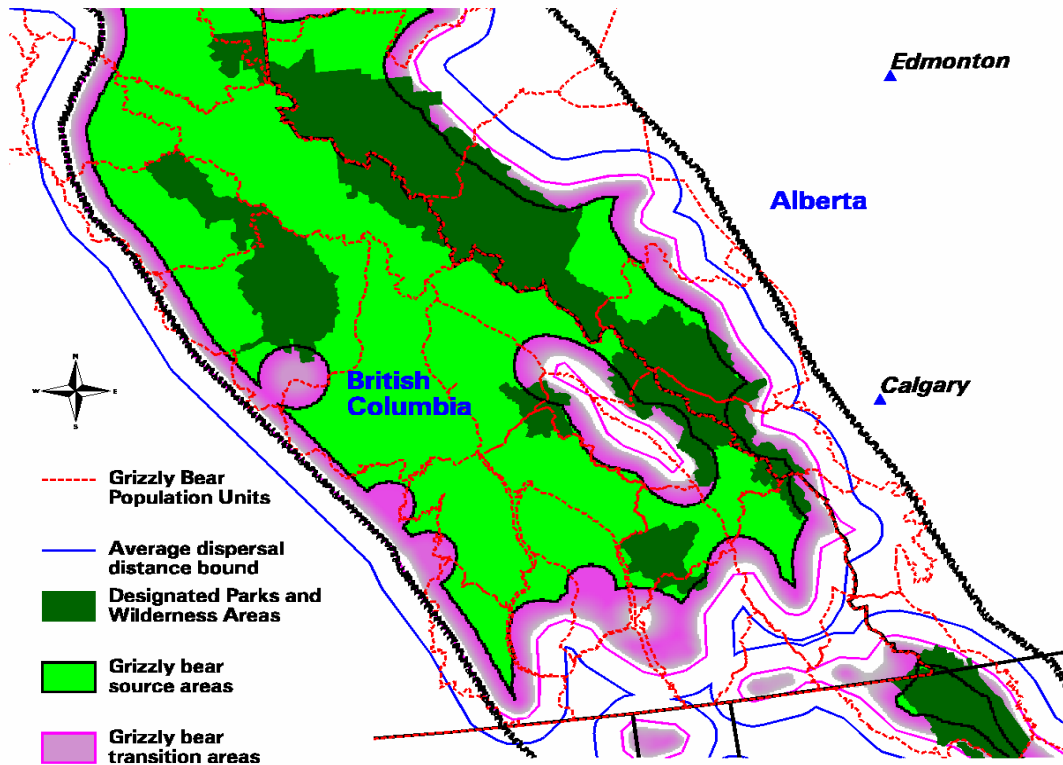 Edmonton
Alberta
Calgary
British
Columbia
N
W E
S
Grizzly Bear
Population Units
Average dispersal
distance bound
Designated Parks and
Wilderness Areas
Grizzly bear
source areas
Grizzly bear
transition areas